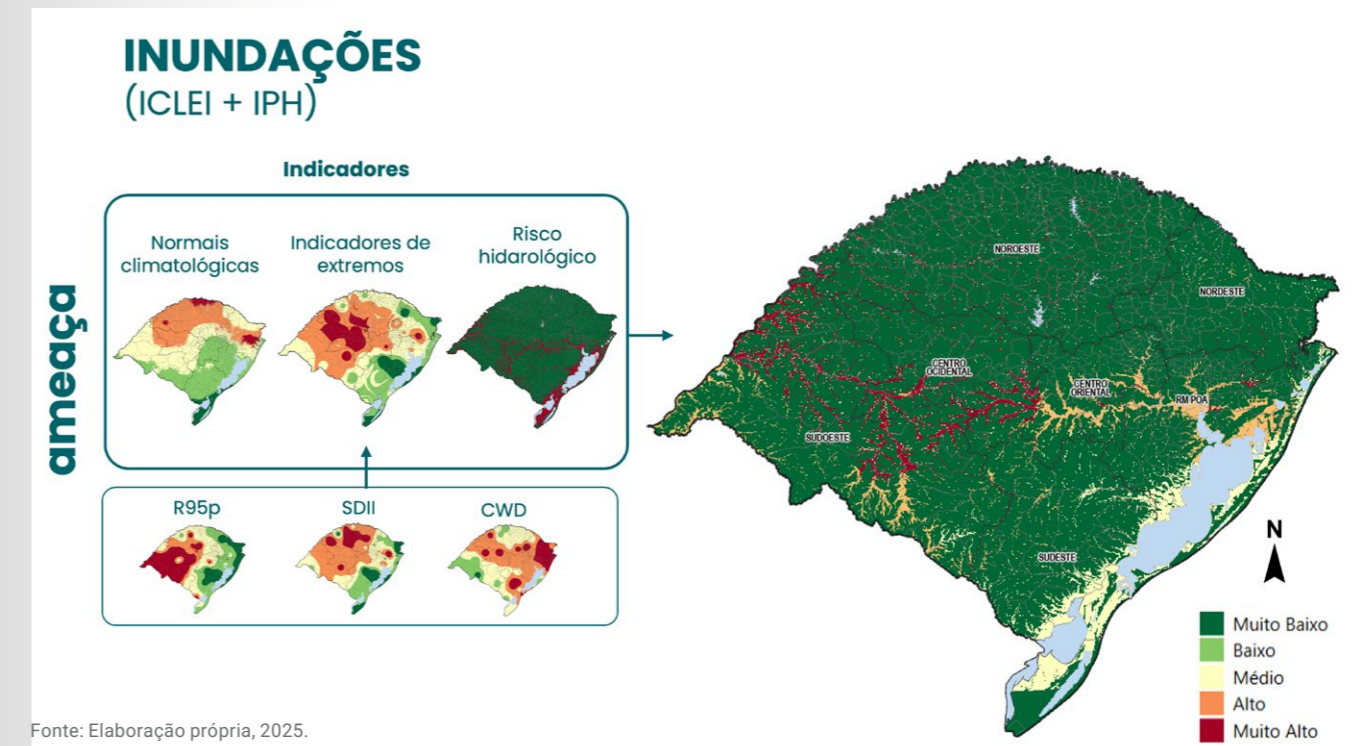 INUNDAÇÕES
(ICLEI + IPH)
Indicadores
ameaça
Normais
climatológicas
Indicadores de
extremos
Risco
hidarológico
R95p
SDII
CWD
NOROESTE
NORDESTE
CENTRO
OCIDENTAL
CENTRO
ORIENTAL
RM POA
SUDOESTE
SUDESTE
N
Muito Baixo
Baixo
Médio
Alto
Muito Alto
Fonte: Elaboração própria, 2025.